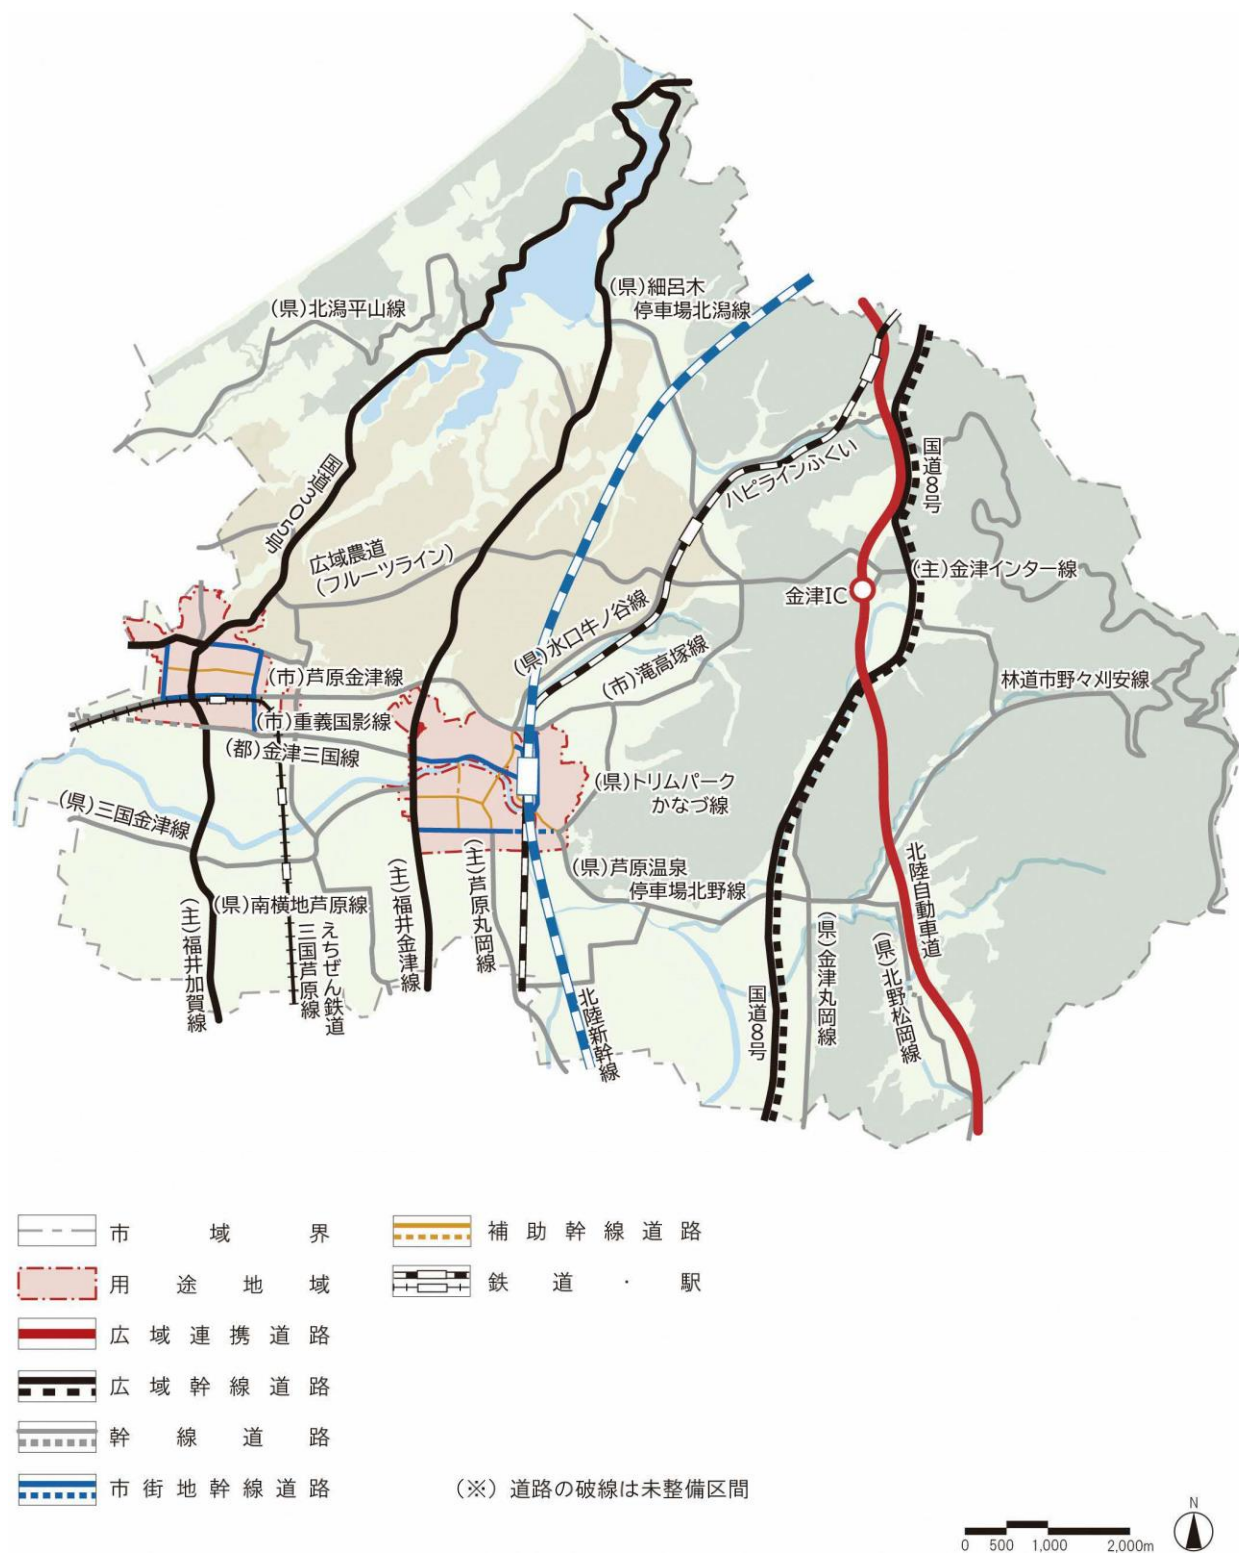 (県)細呂木
停車場北潟線
(県)北潟平山線
国道8号
ハピラインふくい
国道305号
広域農道
(フルーツライン)
(主)金津インター線
金津IC
(県)水口牛ノ谷線
(市)滝高塚線
(市)芦原金津線
林道市野々刈安線
(市)重義国影線
(都)金津三国線
(県)トリムパーク
かなづ線
(県)三国金津線
(県)芦原温泉
停車場北野線
(主)芦原丸岡線
(主)福井金津線
北陸自動車道
(県)南横地芦原線
(主)福井加賀線
えちぜん鉄道
三国芦原線
(県)金津丸岡線
(県)北野松岡線
国道8号
北陸新幹線
市域界
用途地域
広域連携道路
広域幹線道路
幹線道路
市街地幹線道路
補助幹線道路
鉄道・駅
(※) 道路の破線は未整備区間
N
0 500 1,000 2,000m